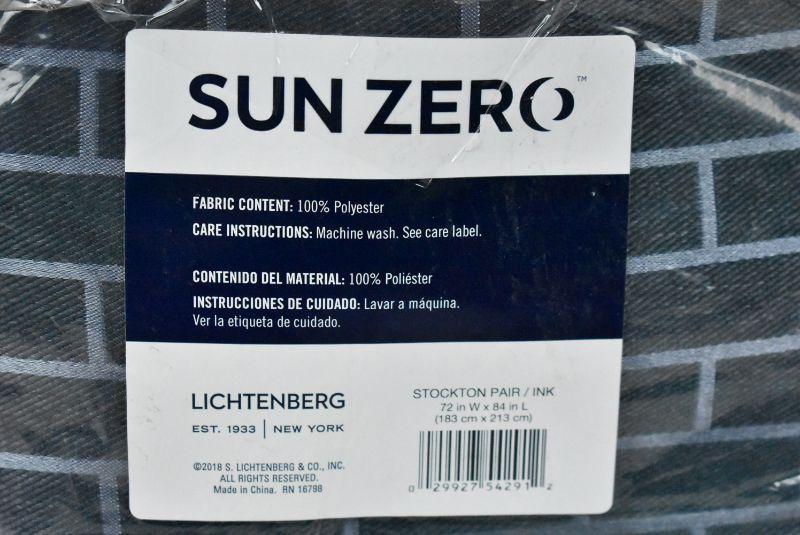 SUN ZERO™
FABRIC CONTENT: 100% Polyester
CARE INSTRUCTIONS: Machine wash. See care label.
CONTENIDO DEL MATERIAL: 100% Poliéster
INSTRUCCIONES DE CUIDADO: Lavar a máquina.
Ver la etiqueta de cuidado.
LICHTENBERG
EST. 1933 | NEW YORK
©2018 S. LICHTENBERG & CO., INC.
ALL RIGHTS RESERVED.
Made in China. RN 16798
STOCKTON PAIR / INK
72 in W x 84 in L
(183 cm x 213 cm)
0 29927 54291 2